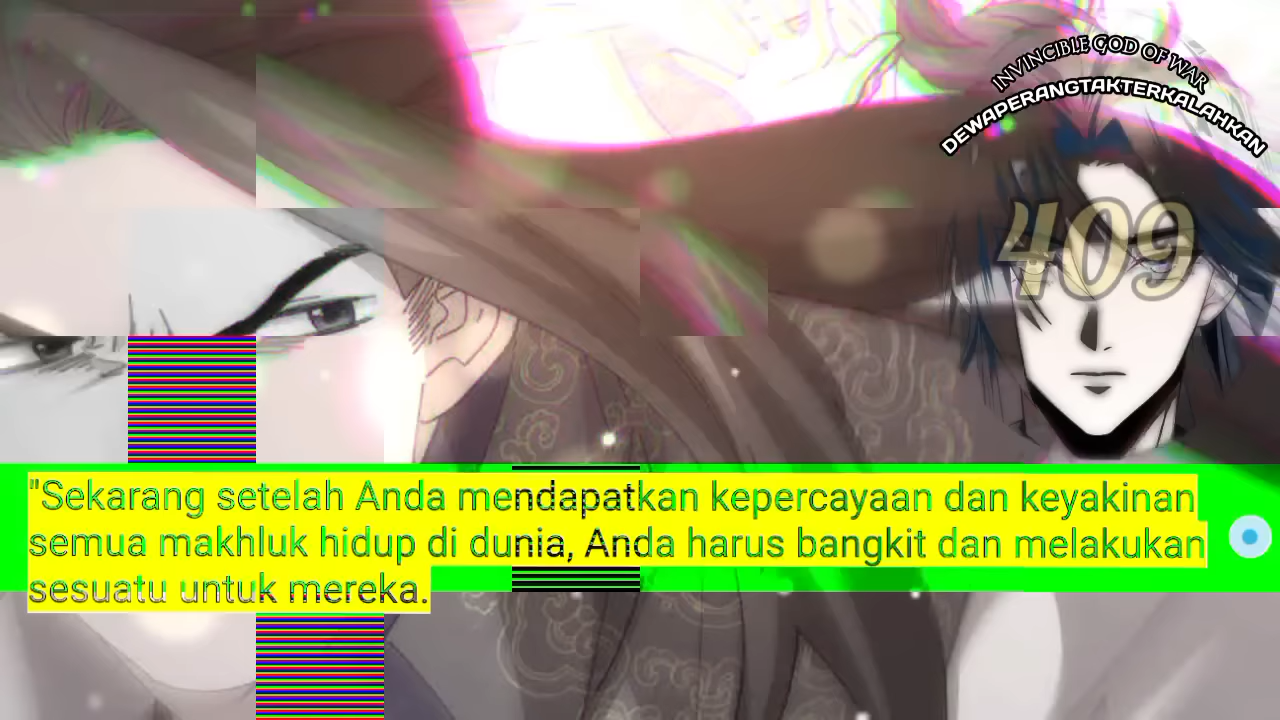 INVINCIBLE GOD OF WAR
DEWAPERANGTAKTERKALAHKAN
409
"Sekarang setelah Anda mendapatkan kepercayaan dan keyakinan
semua makhluk hidup di dunia, Anda harus bangkit dan melakukan
sesuatu untuk mereka.